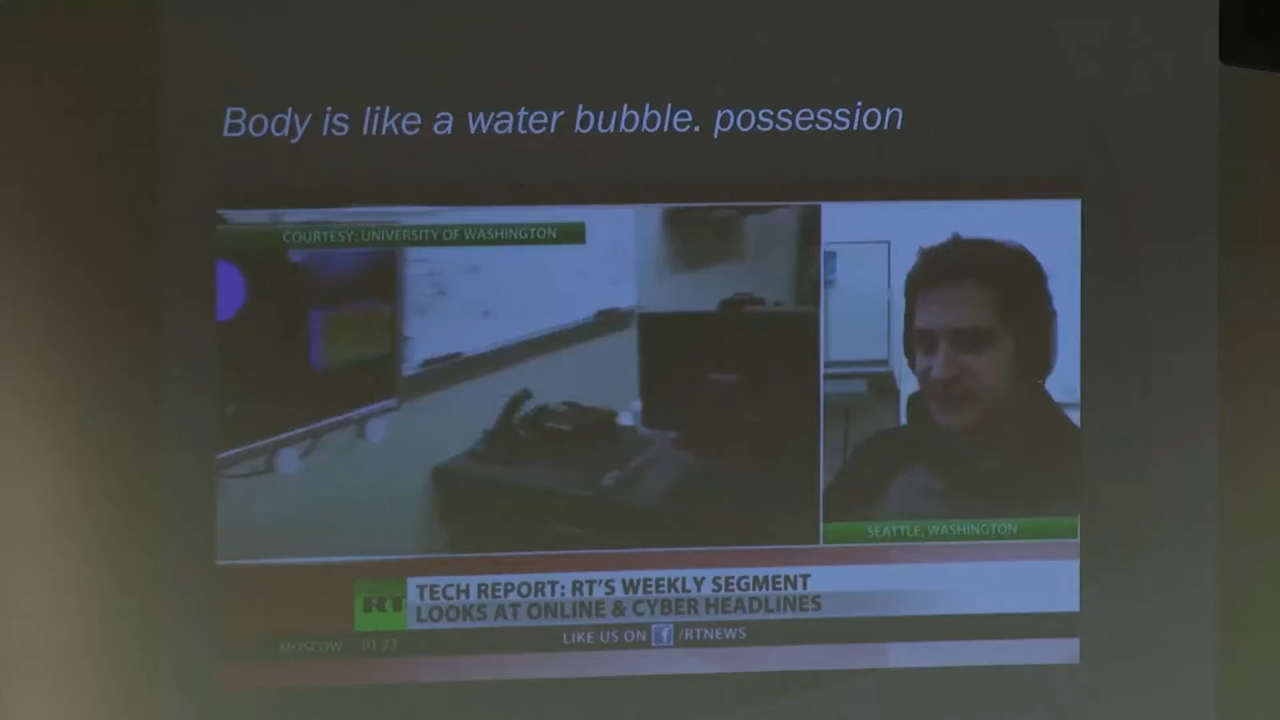 Body is like a water bubble. possession
COURTESY: UNIVERSITY OF WASHINGTON
SEATTLE, WASHINGTON
RT
TECH REPORT: RT'S WEEKLY SEGMENT
LOOKS AT ONLINE & CYBER HEADLINES
MOSCOW 01:23
LIKE US ON f /RTNEWS